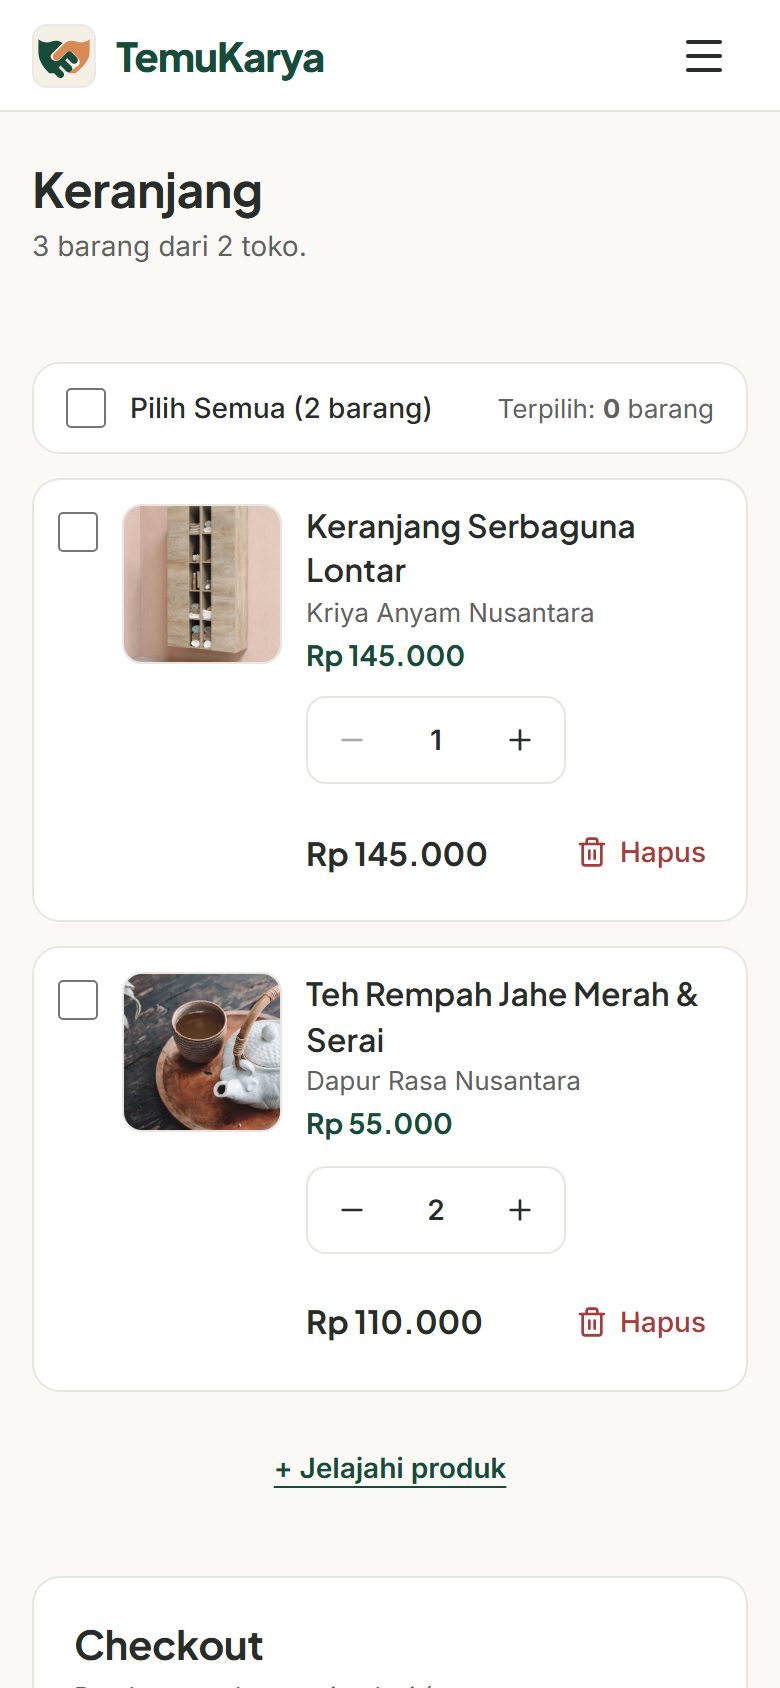 TemuKarya
Keranjang
3 barang dari 2 toko.
Pilih Semua (2 barang)
Terpilih: 0 barang
Keranjang Serbaguna
Lontar
Kriya Anyam Nusantara
Rp 145.000
− 1 +
Rp 145.000
Hapus
Teh Rempah Jahe Merah &
Serai
Dapur Rasa Nusantara
Rp 55.000
− 2 +
Rp 110.000
Hapus
+ Jelajahi produk
Checkout